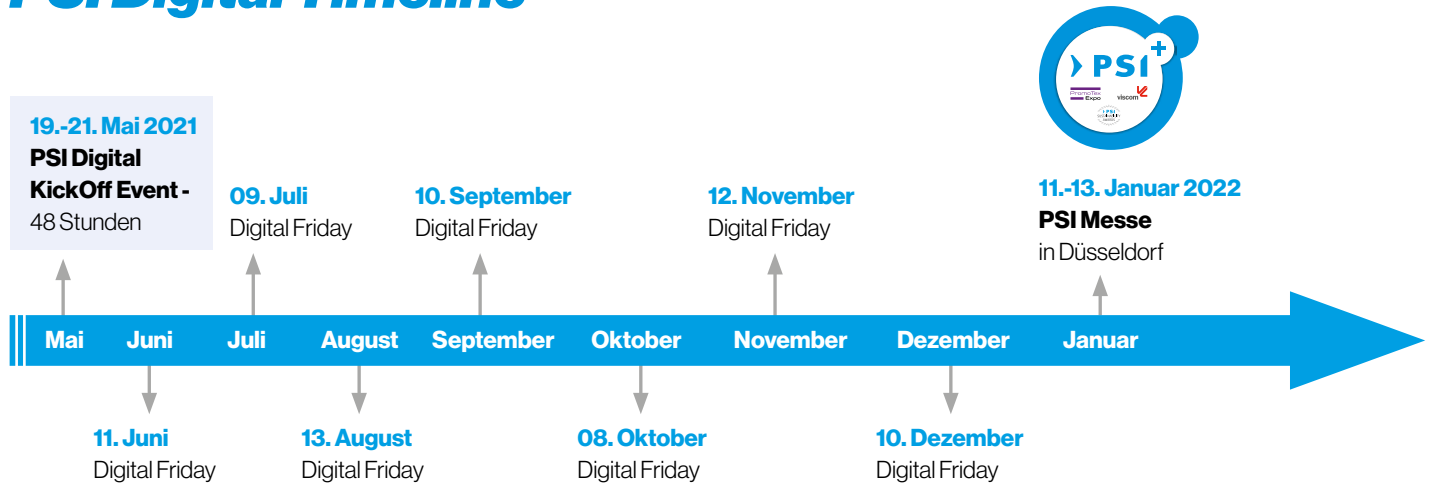 PSI Digital Timeline
PSI+
PromoTex
Expo
viscom
PSI
19.-21. Mai 2021
PSI Digital
KickOff Event -
48 Stunden
09. Juli
Digital Friday
10. September
Digital Friday
12. November
Digital Friday
11.-13. Januar 2022
PSI Messe
in Düsseldorf
Mai Juni Juli August September Oktober November Dezember Januar
11. Juni
Digital Friday
13. August
Digital Friday
08. Oktober
Digital Friday
10. Dezember
Digital Friday